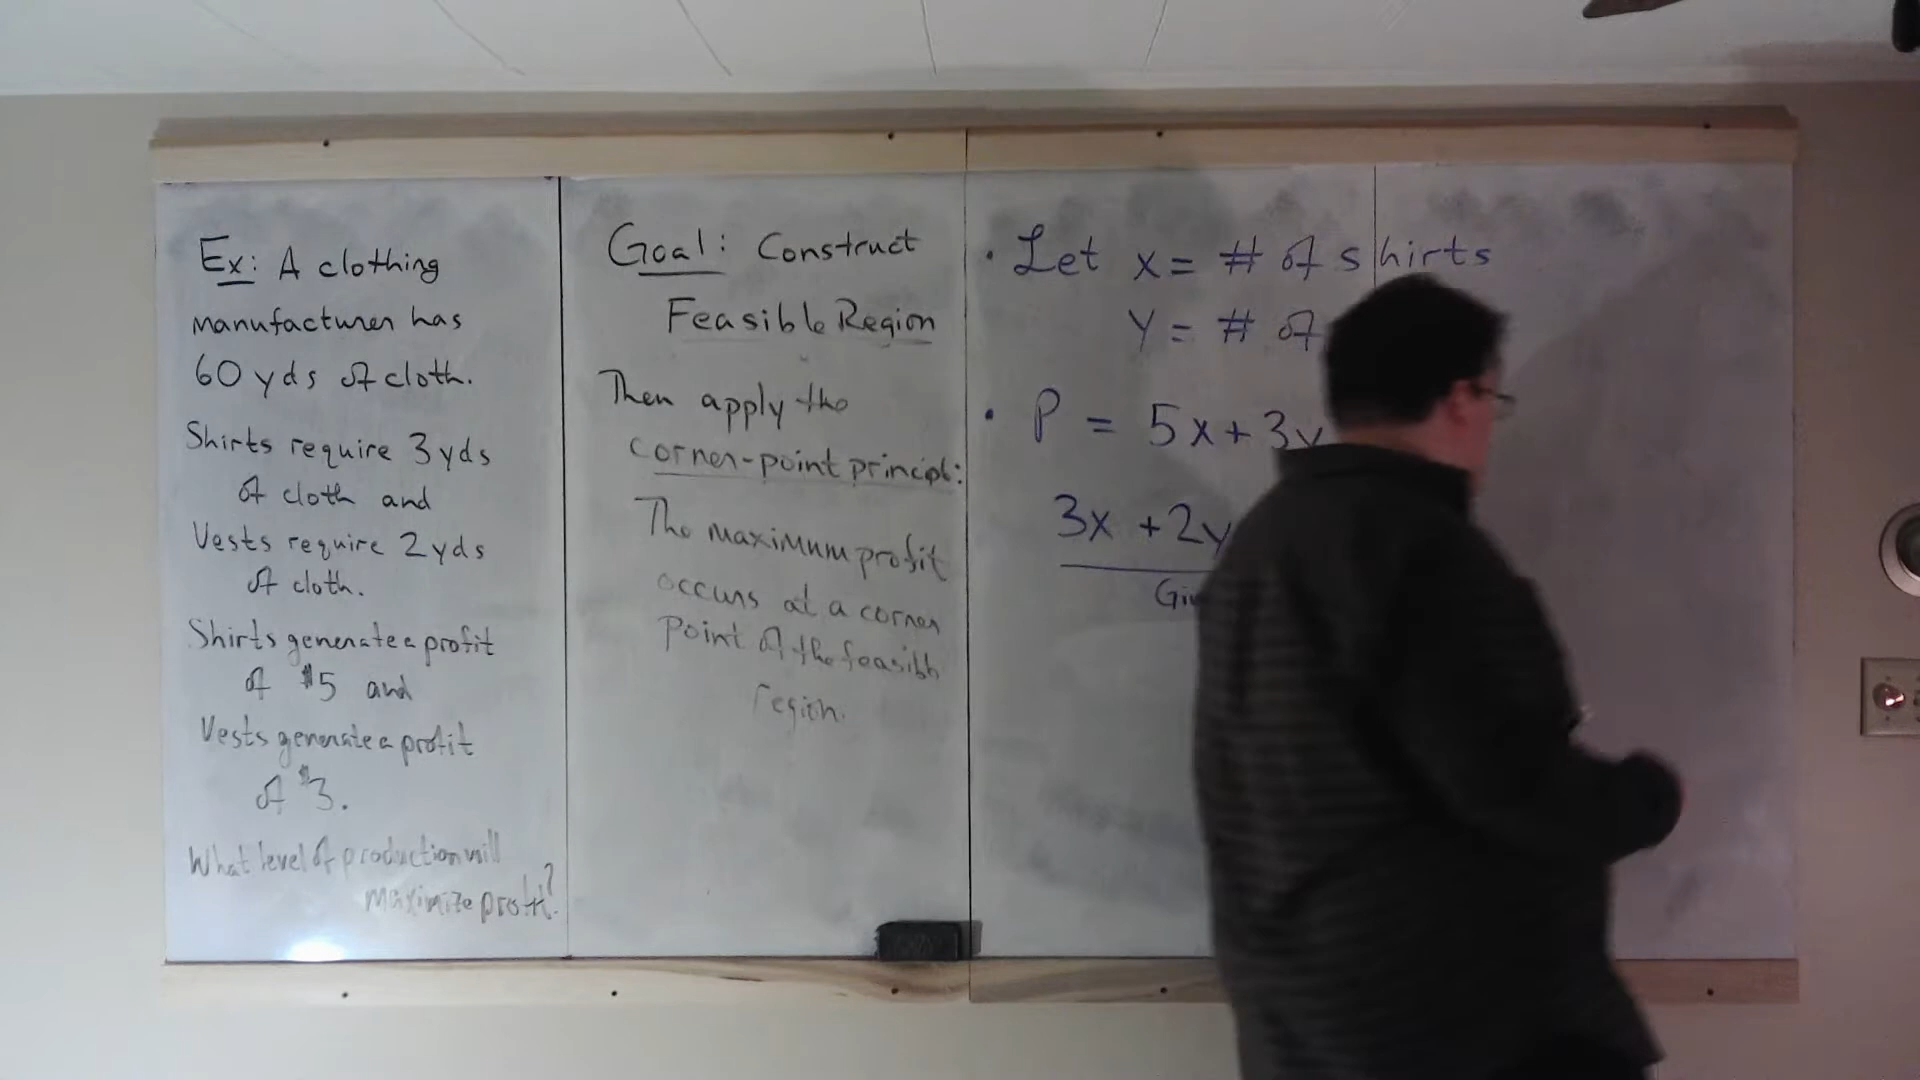 Ex: A clothing
manufacturer has
60 yds of cloth.
Shirts require 3 yds
of cloth and
Vests require 2 yds
of cloth.
Shirts generate a profit
of $5 and
Vests generate a profit
of $3.
What level of production will
maximize profit?
Goal: Construct
Feasible Region
Then apply the
corner-point principl:
The maximum profit
occurs at a corner
point of the feasible
region.
• Let x = # of shirts
y = # of
• P = 5x + 3y
3x + 2y